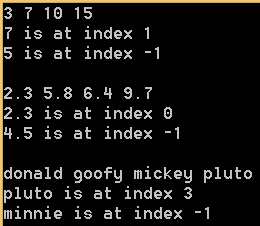 3 7 10 15
7 is at index 1
5 is at index -1
2.3 5.8 6.4 9.7
2.3 is at index 0
4.5 is at index -1
donald goofy mickey pluto
pluto is at index 3
minnie is at index -1